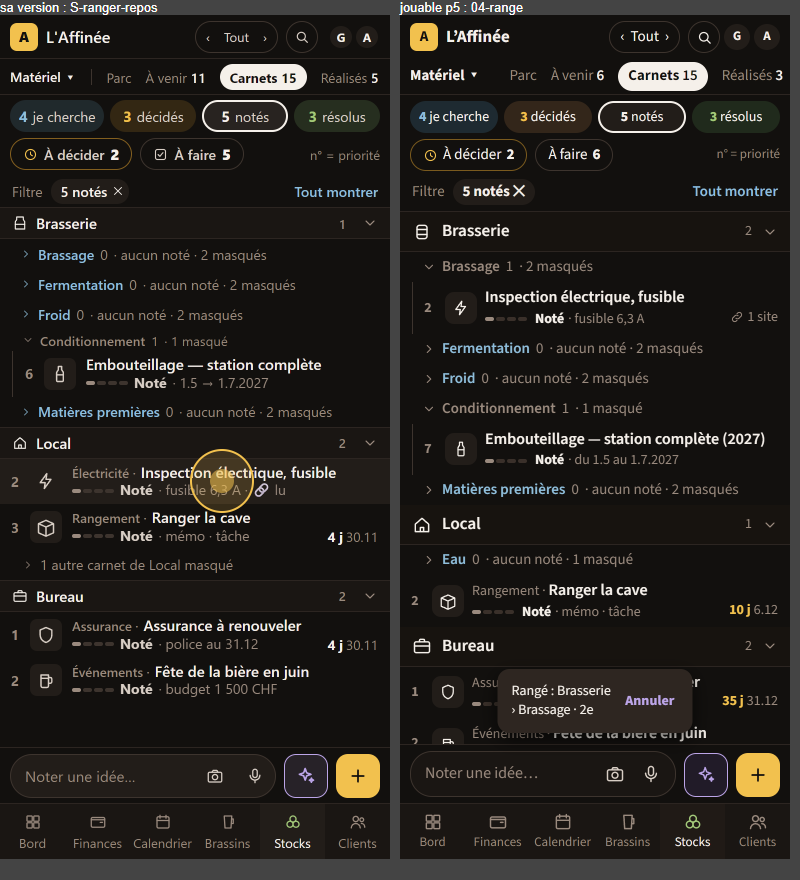 sa version : S-ranger-repos
A L'Affinée ‹ Tout › G A
Matériel ▾ Parc À venir 11 Carnets 15 Réalisés 5
4 je cherche 3 décidés 5 notés 3 résolus
À décider 2 À faire 5 n° = priorité
Filtre 5 notés × Tout montrer
Brasserie 1
Brassage 0 · aucun noté · 2 masqués
Fermentation 0 · aucun noté · 2 masqués
Froid 0 · aucun noté · 2 masqués
Conditionnement 1 · 1 masqué
6 Embouteillage — station complète
Noté · 1.5 → 1.7.2027
Matières premières 0 · aucun noté · 2 masqués
Local 2
2 Électricité · Inspection électrique, fusible
Noté · fusible 6,3 A · lu
3 Rangement · Ranger la cave
Noté · mémo · tâche 4 j 30.11
1 autre carnet de Local masqué
Bureau 2
1 Assurance · Assurance à renouveler
Noté · police au 31.12 4 j 30.11
2 Événements · Fête de la bière en juin
Noté · budget 1 500 CHF
Noter une idée...
Bord Finances Calendrier Brassins Stocks Clients
jouable p5 : 04-range
A L'Affinée ‹ Tout › G A
Matériel ▾ Parc À venir 6 Carnets 15 Réalisés 3
4 je cherche 3 décidés 5 notés 3 résolus
À décider 2 À faire 6 n° = priorité
Filtre 5 notés × Tout montrer
Brasserie 2
Brassage 1 · 2 masqués
2 Inspection électrique, fusible
Noté · fusible 6,3 A 1 site
Fermentation 0 · aucun noté · 2 masqués
Froid 0 · aucun noté · 2 masqués
Conditionnement 1 · 1 masqué
7 Embouteillage — station complète (2027)
Noté · du 1.5 au 1.7.2027
Matières premières 0 · aucun noté · 2 masqués
Local 1
Eau 0 · aucun noté · 1 masqué
2 Rangement · Ranger la cave
Noté · mémo · tâche 10 j 6.12
Bureau 2
1 35 j 31.12
Rangé : Brasserie
› Brassage · 2e
Annuler
Événements · Fête de la bière en juin
Noter une idée…
Bord Finances Calendrier Brassins Stocks Clients